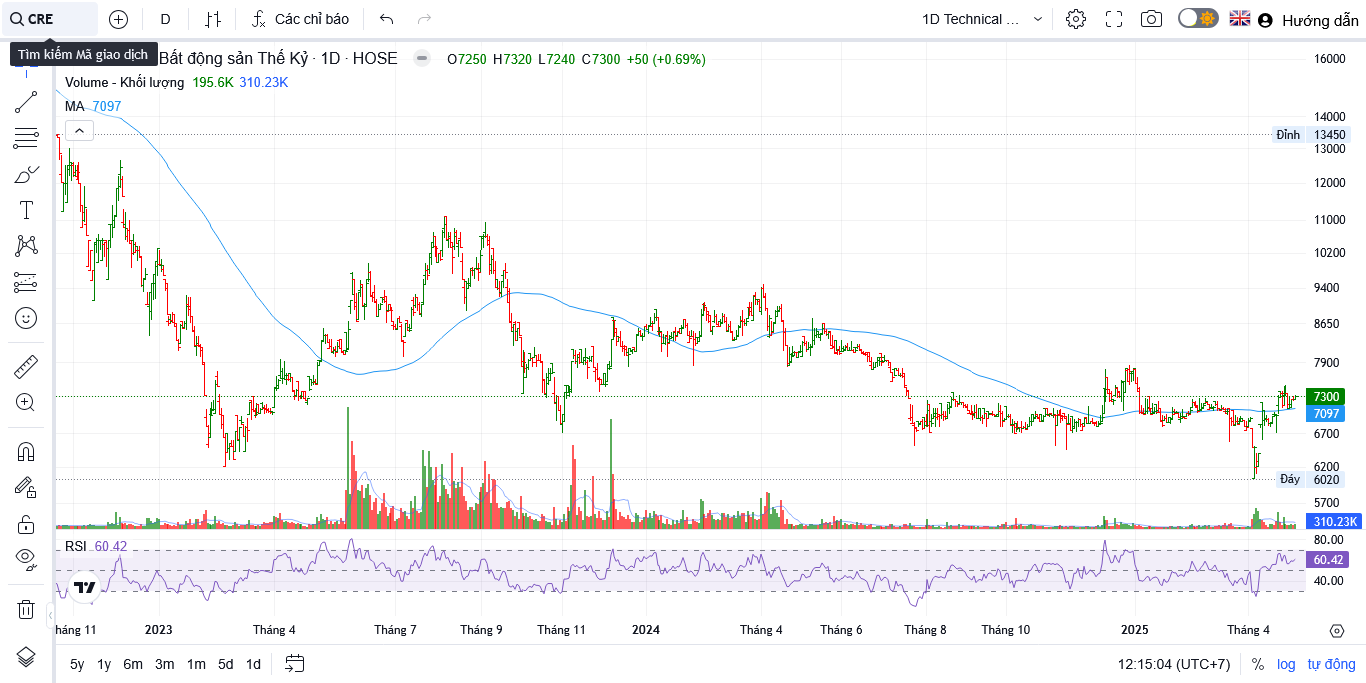 CRE
D
Các chỉ báo
1D Technical ...
Hướng dẫn
Tìm kiếm Mã giao dịch
Bất động sản Thế Kỷ · 1D · HOSE
O7250 H7320 L7240 C7300 +50 (+0.69%)
Volume - Khối lượng 195.6K 310.23K
MA 7097
16000
14000
Đỉnh 13450
13000
12000
11000
10200
9400
8650
7900
7300
7097
6700
6200
Đáy 6020
5700
310.23K
RSI 60.42
80.00
60.42
40.00
háng 11 2023 Tháng 4 Tháng 7 Tháng 9 Tháng 11 2024 Tháng 4 Tháng 6 Tháng 8 Tháng 10 2025 Tháng 4
5y 1y 6m 3m 1m 5d 1d
12:15:04 (UTC+7) % log tự động